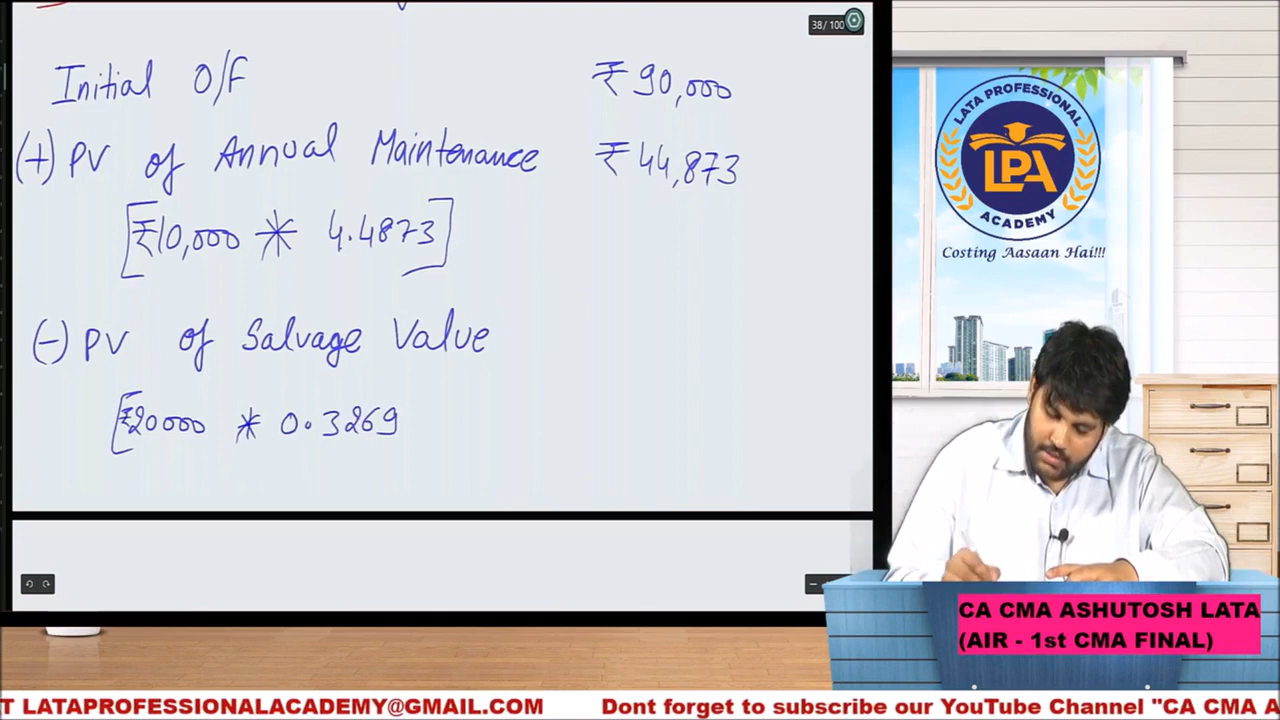 38/100
Initial O/F ₹90,000
(+) PV of Annual Maintenance ₹44,873
[₹10,000 * 4.4873]
(-) PV of Salvage Value
[₹20000 * 0.3269
LATA PROFESSIONAL
LPA
ACADEMY
Costing Aasaan Hai!!!
CA CMA ASHUTOSH LATA
(AIR - 1st CMA FINAL)
T LATAPROFESSIONALACADEMY@GMAIL.COM Dont forget to subscribe our YouTube Channel "CA CMA A